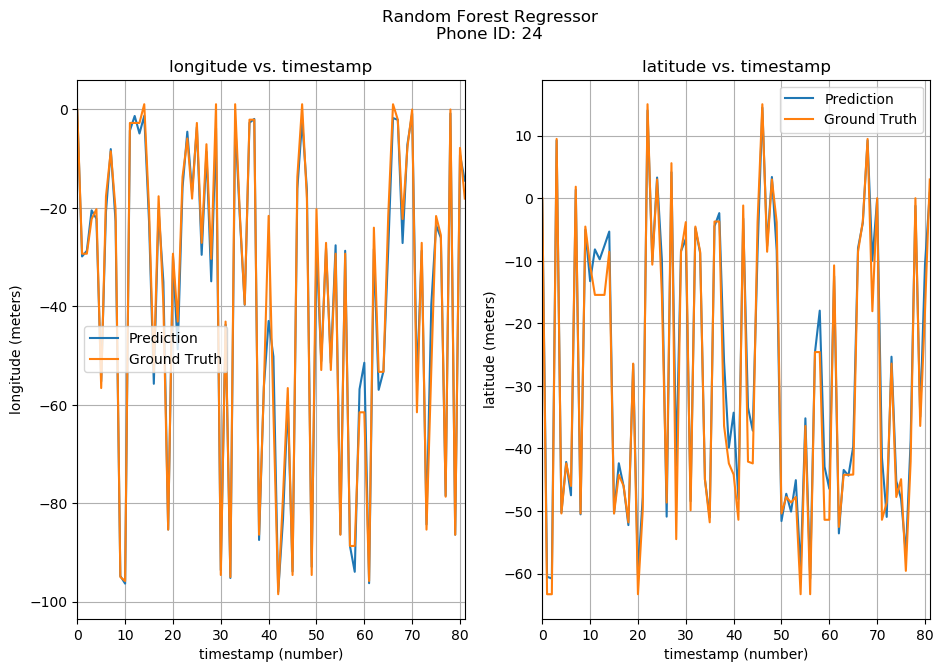 Random Forest Regressor
Phone ID: 24
longitude vs. timestamp
longitude (meters)
0
−20
−40
−60
−80
−100
Prediction
Ground Truth
0 10 20 30 40 50 60 70 80
timestamp (number)
latitude vs. timestamp
latitude (meters)
10
0
−10
−20
−30
−40
−50
−60
Prediction
Ground Truth
0 10 20 30 40 50 60 70 80
timestamp (number)